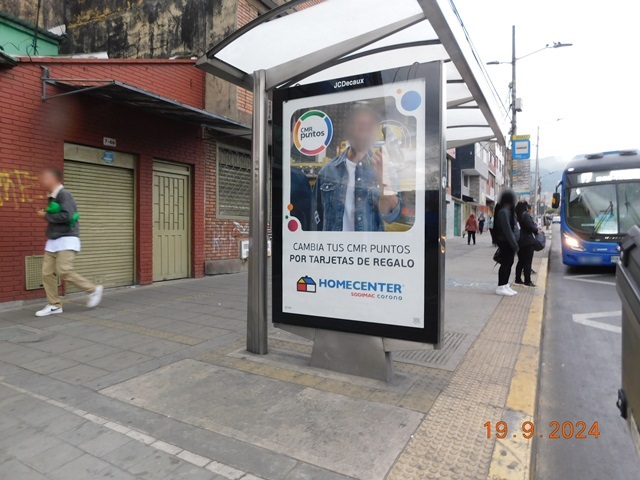 JCDecaux
CMR
puntos
CAMBIA TUS CMR PUNTOS
POR TARJETAS DE REGALO
HOMECENTER
SODIMAC corona
19.9.2024